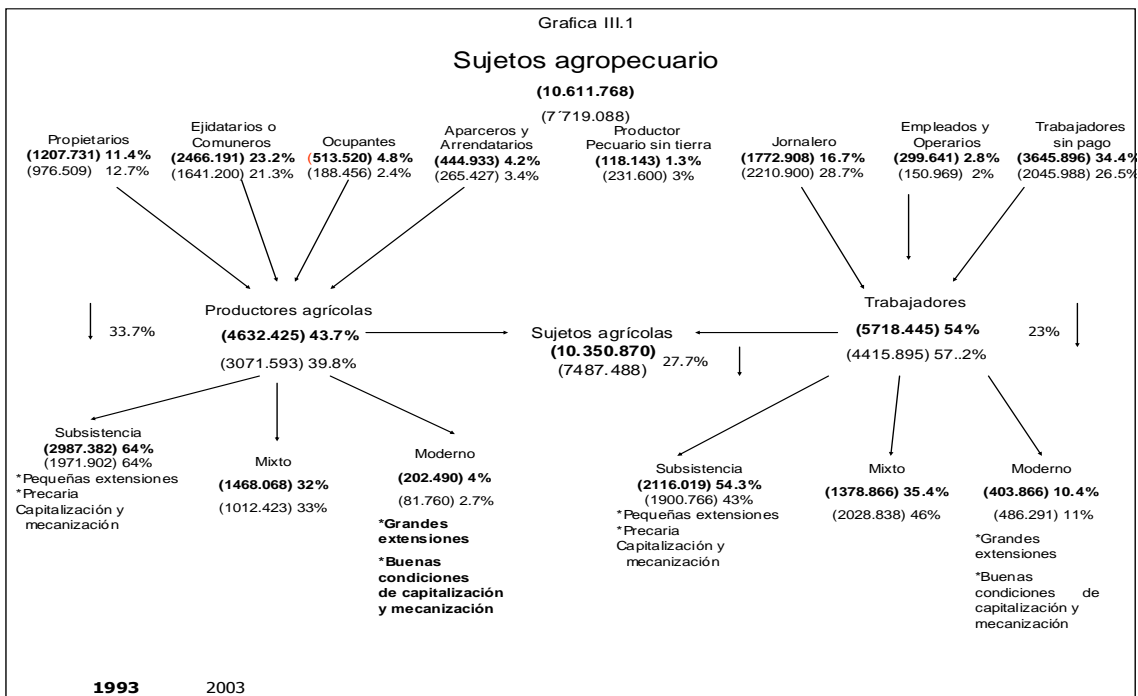 Grafica III.1
Sujetos agropecuario
(10.611.768)
(7´719.088)
Propietarios
(1207.731) 11.4%
(976.509) 12.7%
Ejidatarios o
Comuneros
(2466.191) 23.2%
(1641.200) 21.3%
Ocupantes
(513.520) 4.8%
(188.456) 2.4%
Aparceros y
Arrendatarios
(444.933) 4.2%
(265.427) 3.4%
Productor
Pecuario sin tierra
(118.143) 1.3%
(231.600) 3%
Jornalero
(1772.908) 16.7%
(2210.900) 28.7%
Empleados y
Operarios
(299.641) 2.8%
(150.969) 2%
Trabajadores
sin pago
(3645.896) 34.4%
(2045.988) 26.5%
33.7%
Productores agrícolas
(4632.425) 43.7%
(3071.593) 39.8%
Sujetos agrícolas
(10.350.870)
(7487.488)
27.7%
Trabajadores
(5718.445) 54%
(4415.895) 57..2%
23%
Subsistencia
(2987.382) 64%
(1971.902) 64%
*Pequeñas extensiones
*Precaria
Capitalización y
mecanización
Mixto
(1468.068) 32%
(1012.423) 33%
Moderno
(202.490) 4%
(81.760) 2.7%
*Grandes
extensiones
*Buenas
condiciones
de capitalización
y mecanización
Subsistencia
(2116.019) 54.3%
(1900.766) 43%
*Pequeñas extensiones
*Precaria
Capitalización y
mecanización
Mixto
(1378.866) 35.4%
(2028.838) 46%
Moderno
(403.866) 10.4%
(486.291) 11%
*Grandes
extensiones
*Buenas
condiciones de
capitalización y
mecanización
1993 2003